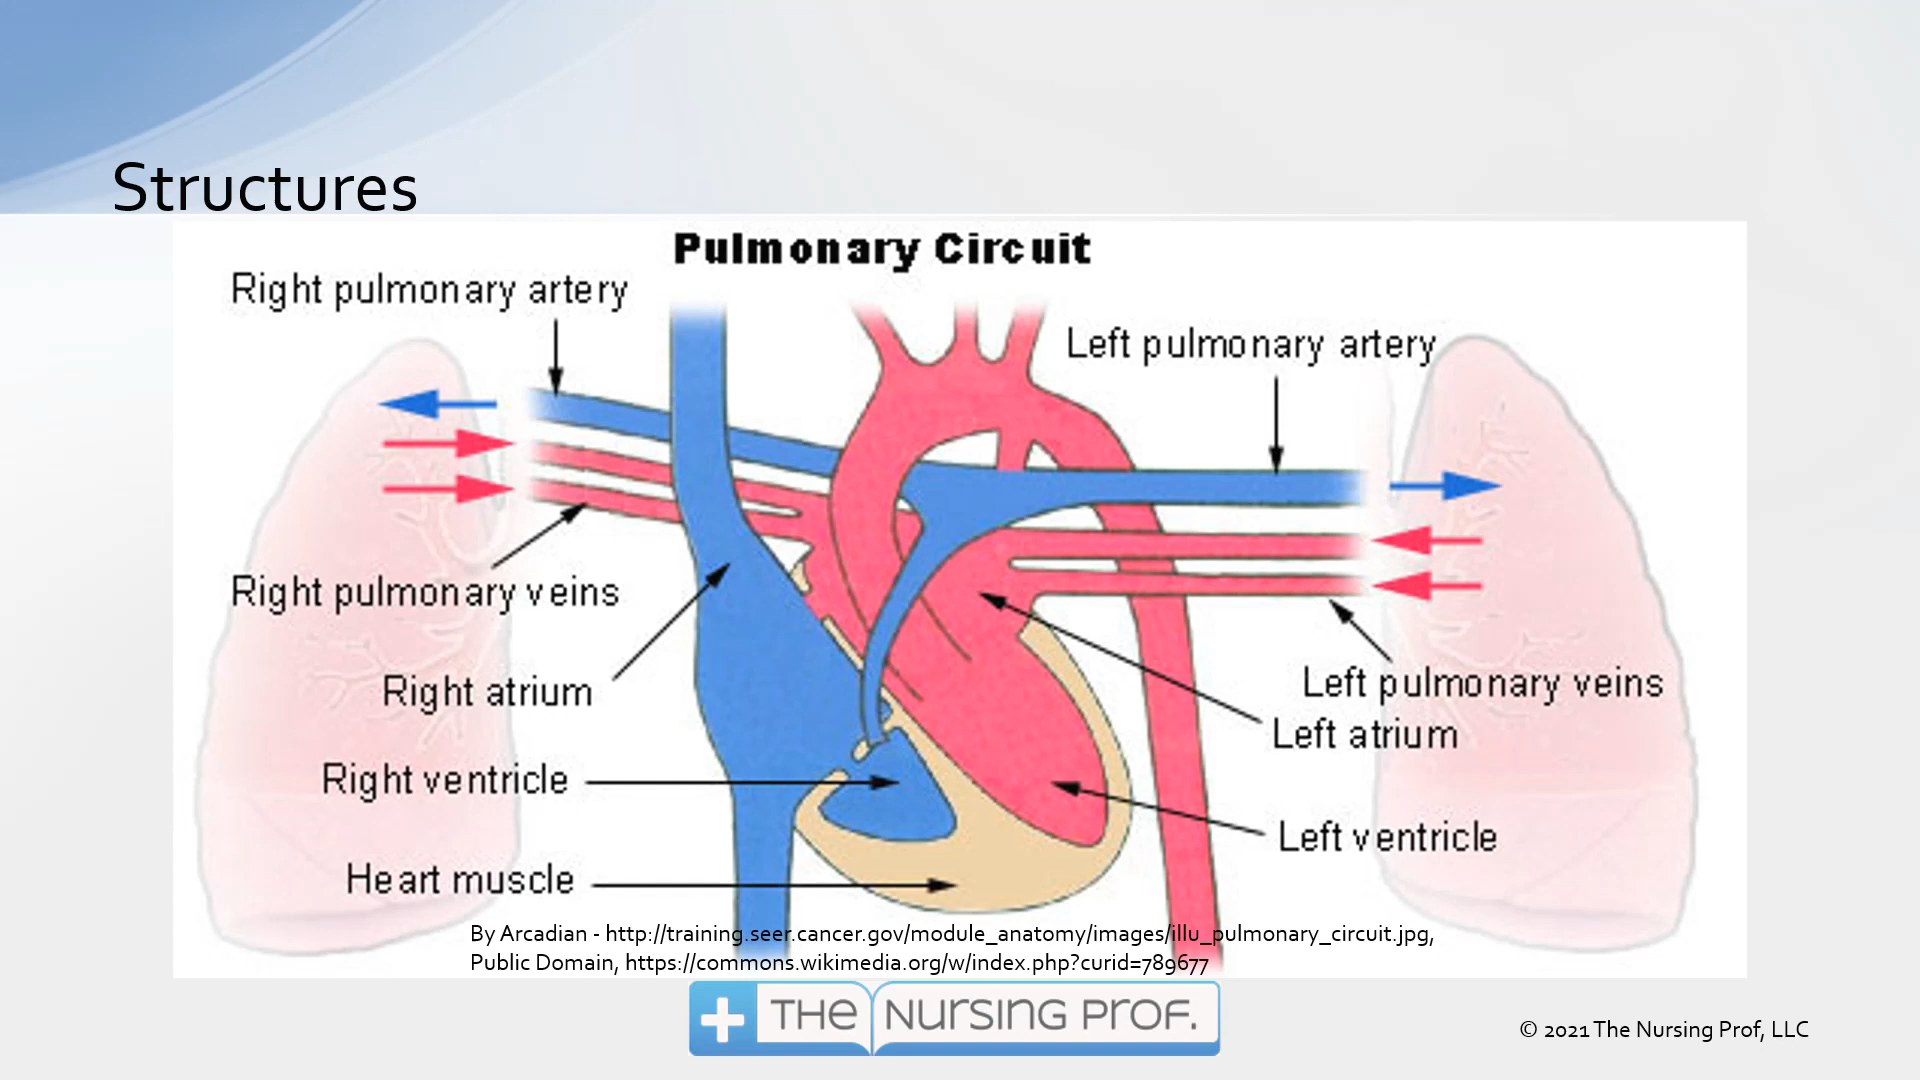 Structures
Pulmonary Circuit
Right pulmonary artery
Left pulmonary artery
Right pulmonary veins
Right atrium
Left pulmonary veins
Left atrium
Right ventricle
Left ventricle
Heart muscle
By Arcadian - http://training.seer.cancer.gov/module_anatomy/images/illu_pulmonary_circuit.jpg,
Public Domain, https://commons.wikimedia.org/w/index.php?curid=789677
THE NURSING PROF.
© 2021 The Nursing Prof, LLC